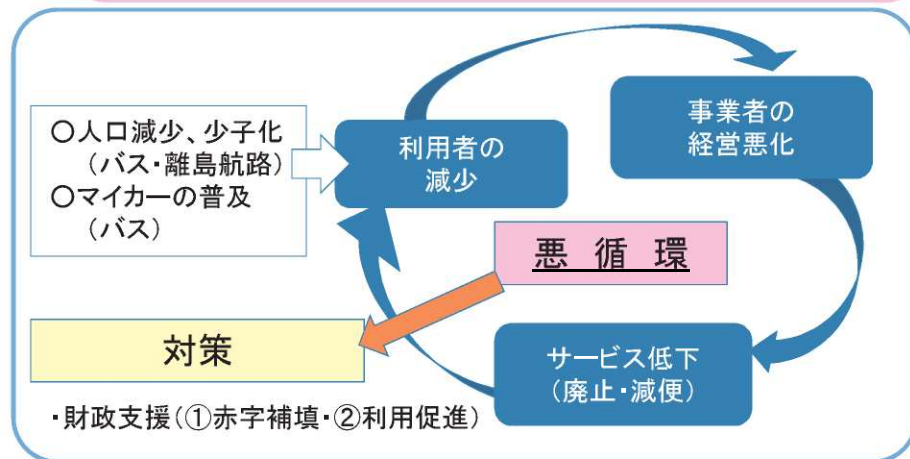 〇人口減少、少子化
(バス・離島航路)
〇マイカーの普及
(バス)
利用者の
減少
事業者の
経営悪化
悪 循 環
対策
サービス低下
(廃止・減便)
・財政支援(①赤字補填・②利用促進)